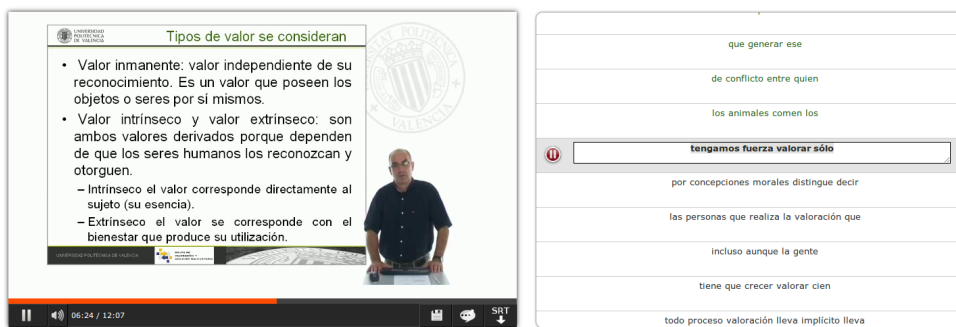 UNIVERSIDAD
POLITECNICA
DE VALENCIA
Tipos de valor se consideran
• Valor inmanente: valor independiente de su
reconocimiento. Es un valor que poseen los
objetos o seres por sí mismos.
• Valor intrínseco y valor extrínseco: son
ambos valores derivados porque dependen
de que los seres humanos los reconozcan y
otorguen.
– Intrínseco el valor corresponde directamente al
sujeto (su esencia).
– Extrínseco el valor se corresponde con el
bienestar que produce su utilización.
UNIVERSIDAD POLITECNICA DE VALENCIA
06:24 / 12:07
SRT
que generar ese
de conflicto entre quien
los animales comen los
tengamos fuerza valorar sólo
por concepciones morales distingue decir
las personas que realiza la valoración que
incluso aunque la gente
tiene que crecer valorar cien
todo proceso valoración lleva implícito lleva